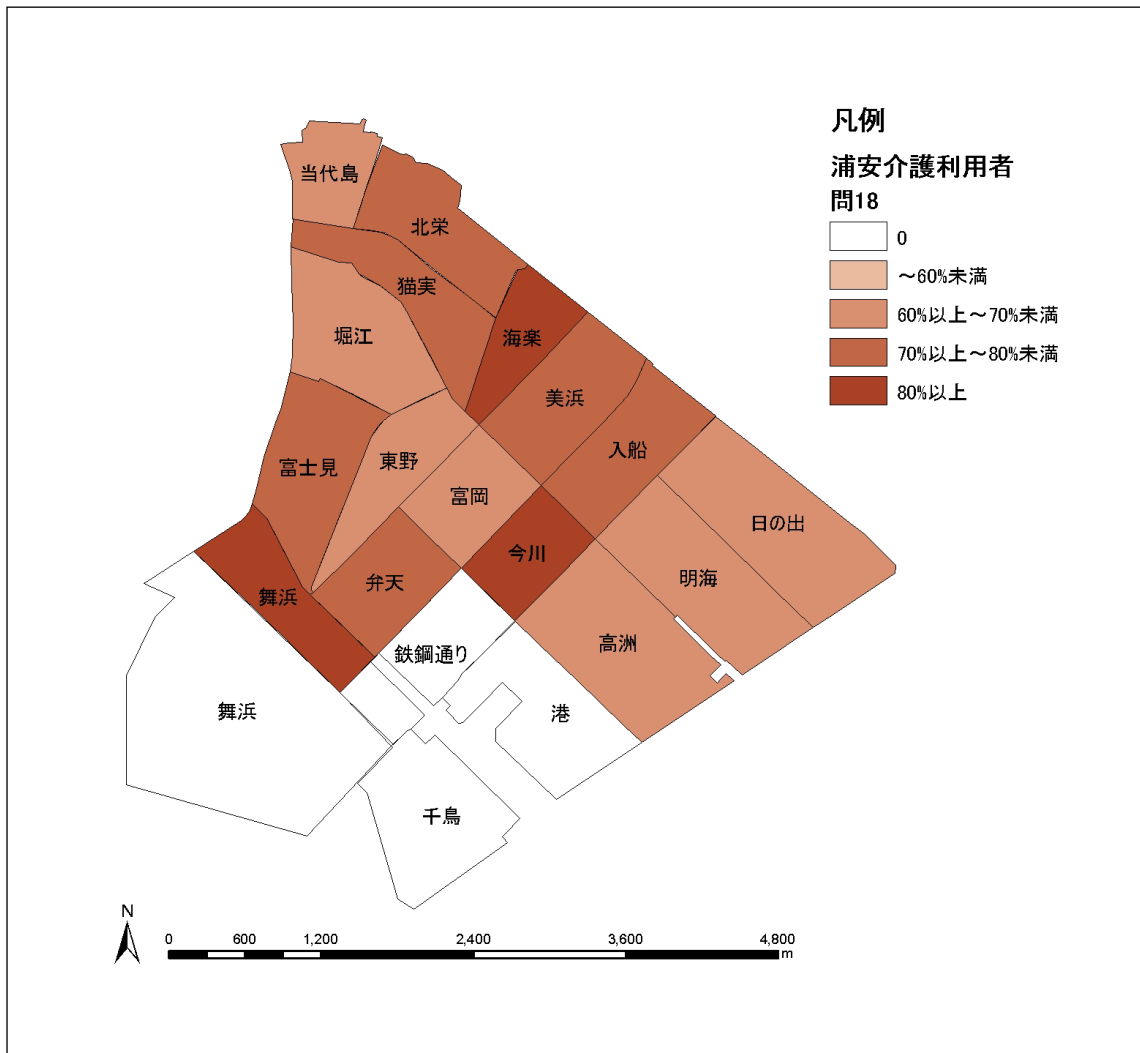 凡例
浦安介護利用者
問18
0
～60%未満
60%以上～70%未満
70%以上～80%未満
80%以上
当代島
北栄
猫実
海楽
堀江
美浜
入船
東野
富士見
富岡
日の出
今川
明海
弁天
舞浜
高洲
鉄鋼通り
舞浜
港
千鳥
N
0 600 1,200 2,400 3,600 4,800
m